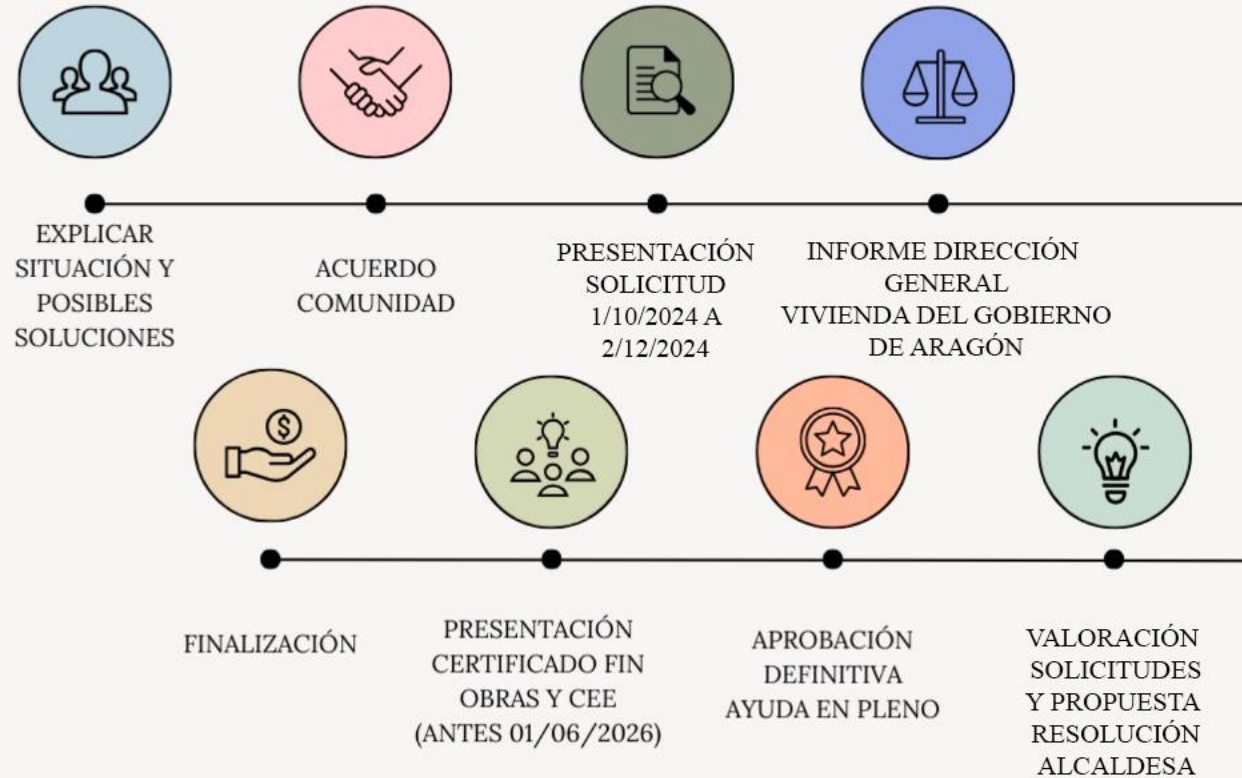 EXPLICAR
SITUACIÓN Y
POSIBLES
SOLUCIONES
ACUERDO
COMUNIDAD
PRESENTACIÓN
SOLICITUD
1/10/2024 A
2/12/2024
INFORME DIRECCIÓN
GENERAL
VIVIENDA DEL GOBIERNO
DE ARAGÓN
$
FINALIZACIÓN
PRESENTACIÓN
CERTIFICADO FIN
OBRAS Y CEE
(ANTES 01/06/2026)
APROBACIÓN
DEFINITIVA
AYUDA EN PLENO
VALORACIÓN
SOLICITUDES
Y PROPUESTA
RESOLUCIÓN
ALCALDESA